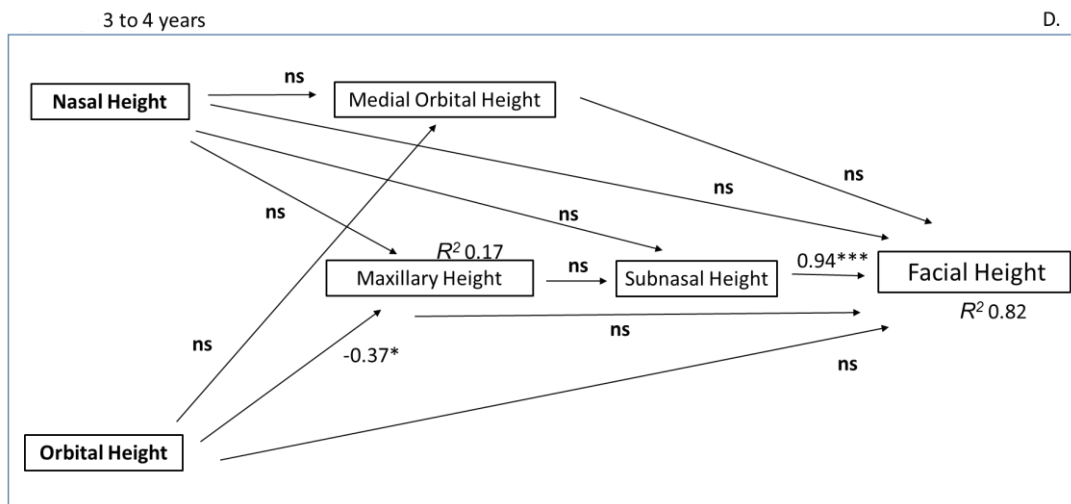 3 to 4 years
D.
ns
Nasal Height
Medial Orbital Height
ns
ns
ns
ns
R² 0.17
0.94***
Maxillary Height
ns
Subnasal Height
Facial Height
R² 0.82
ns
ns
-0.37*
ns
Orbital Height